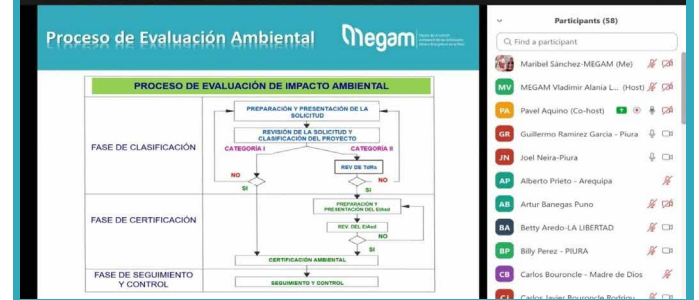 Proceso de Evaluación Ambiental
megam
PROCESO DE EVALUACIÓN DE IMPACTO AMBIENTAL
FASE DE CLASIFICACIÓN
PREPARACIÓN Y PRESENTACIÓN DE LA
SOLICITUD
REVISIÓN DE LA SOLICITUD Y
CLASIFICACIÓN DEL PROYECTO
CATEGORÍA I
CATEGORÍA II
REV DE TdRs
NO
NO
SI
SI
FASE DE CERTIFICACIÓN
PREPARACIÓN Y
PRESENTACIÓN DEL EIAsd
REV. DEL EIAsd
NO
SI
CERTIFICACIÓN AMBIENTAL
FASE DE SEGUIMIENTO
Y CONTROL
SEGUIMIENTO Y CONTROL
Participants (58)
Find a participant
Maribel Sánchez-MEGAM (Me)
MV MEGAM Vladimir Alania L... (Host)
PA Pavel Aquino (Co-host)
GR Guillermo Ramirez Garcia - Piura
JN Joel Neira-Piura
AP Alberto Prieto - Arequipa
AB Artur Banegas Puno
BA Betty Aredo-LA LIBERTAD
BP Billy Perez - PIURA
CB Carlos Bouroncle - Madre de Dios
CJ Carlos Javier Bouroncle Rodrigu